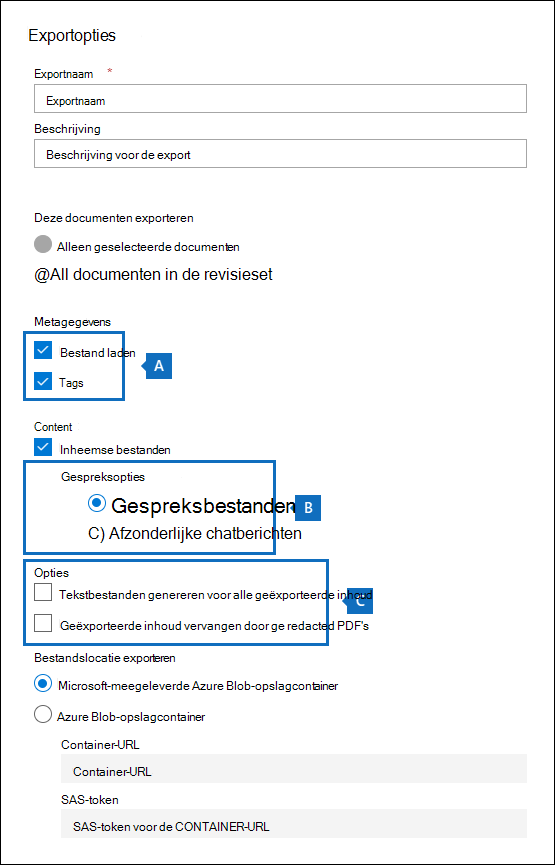 Exportopties
Exportnaam *
Exportnaam
Beschrijving
Beschrijving voor de export
Deze documenten exporteren
Alleen geselecteerde documenten
@All documenten in de revisieset
Metagegevens
Bestand laden
A
Tags
Content
Inheemse bestanden
Gespreksopties
Gespreksbestanden
B
C) Afzonderlijke chatberichten
Opties
Tekstbestanden genereren voor alle geëxporteerde inhoud
C
Geëxporteerde inhoud vervangen door ge redacted PDF's
Bestandslocatie exporteren
Microsoft-meegeleverde Azure Blob-opslagcontainer
Azure Blob-opslagcontainer
Container-URL
Container-URL
SAS-token
SAS-token voor de CONTAINER-URL